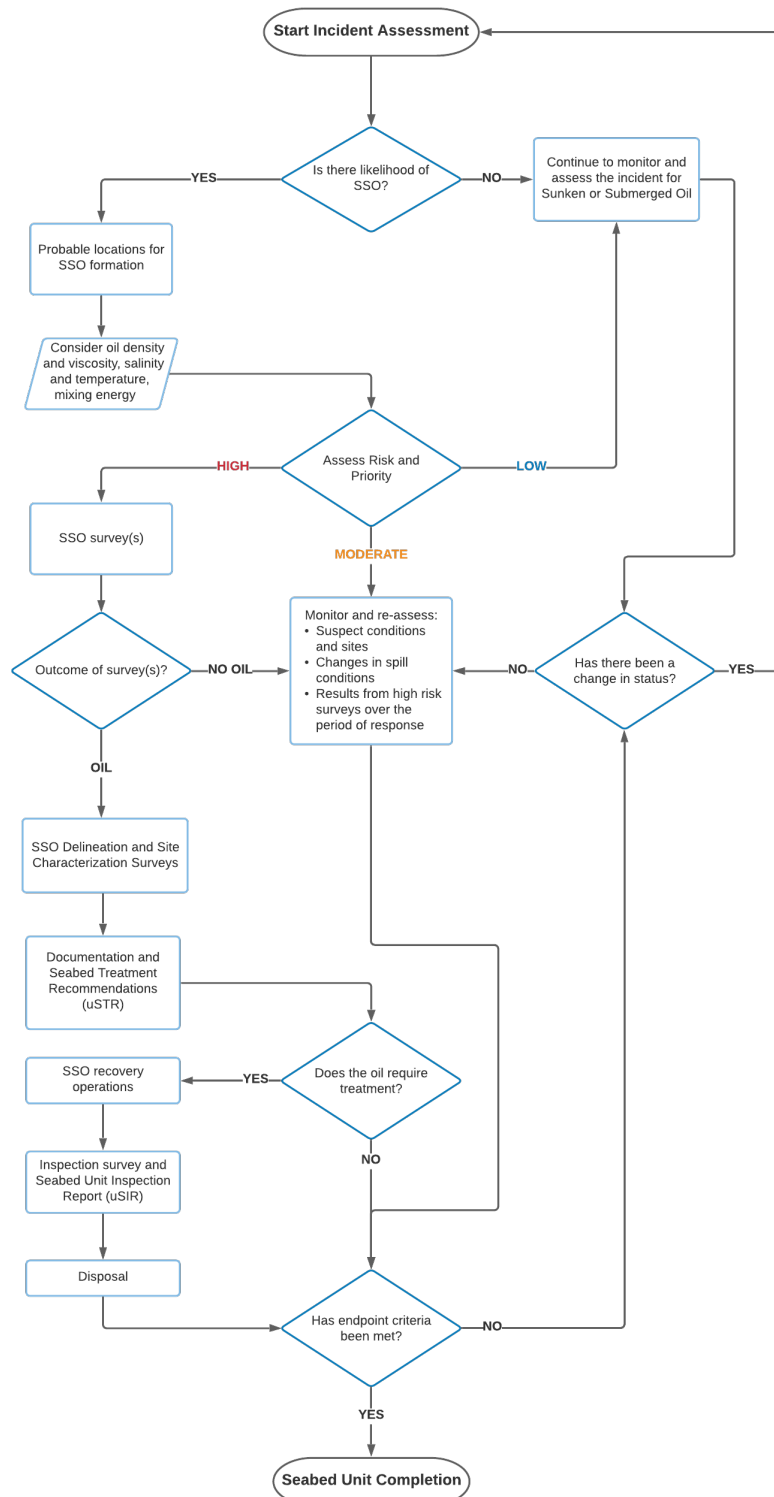 Start Incident Assessment
Is there likelihood of
SSO?
YES
NO
Continue to monitor and
assess the incident for
Sunken or Submerged Oil
Probable locations for
SSO formation
Consider oil density
and viscosity, salinity
and temperature,
mixing energy
Assess Risk and
Priority
HIGH
LOW
MODERATE
SSO survey(s)
Outcome of survey(s)?
NO OIL
Monitor and re-assess:
• Suspect conditions
and sites
• Changes in spill
conditions
• Results from high risk
surveys over the
period of response
NO
Has there been a
change in status?
YES
OIL
SSO Delineation and Site
Characterization Surveys
Documentation and
Seabed Treatment
Recommendations
(uSTR)
Does the oil require
treatment?
YES
SSO recovery
operations
NO
Inspection survey and
Seabed Unit Inspection
Report (uSIR)
Disposal
Has endpoint criteria
been met?
NO
YES
Seabed Unit Completion